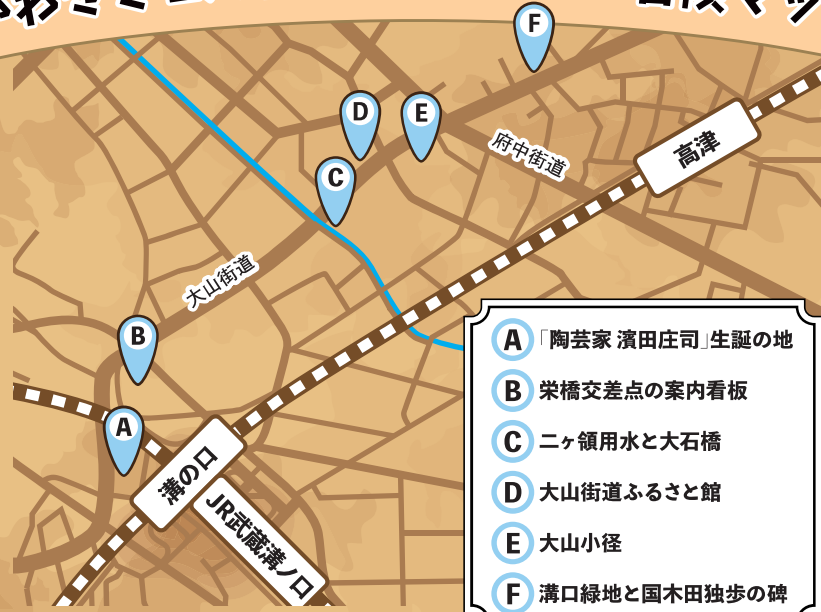 F
D
E
C
B
A
府中街道
高津
大山街道
溝の口
JR武蔵溝ノ口
A 「陶芸家 濱田庄司」生誕の地
B 栄橋交差点の案内看板
C 二ヶ領用水と大石橋
D 大山街道ふるさと館
E 大山小径
F 溝口緑地と国木田独歩の碑